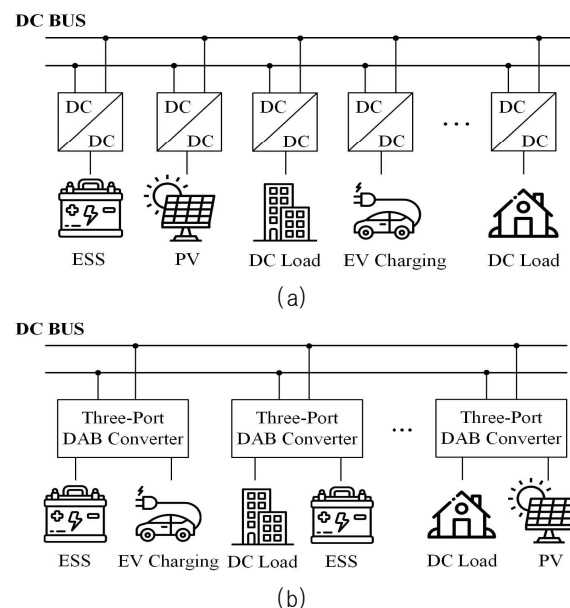 DC BUS
DC DC DC DC DC
DC DC DC DC ... DC
ESS PV DC Load EV Charging DC Load
(a)
DC BUS
Three-Port Three-Port Three-Port
DAB Converter DAB Converter ... DAB Converter
ESS EV Charging DC Load ESS DC Load PV
(b)